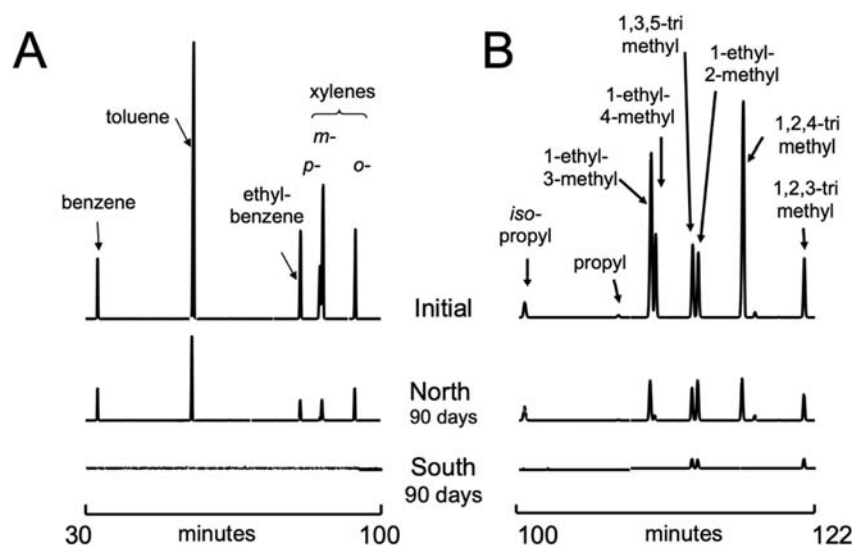 A
toluene
xylenes
m-
p-
o-
benzene
ethyl-
benzene
B
1,3,5-tri
methyl
1-ethyl-
2-methyl
1-ethyl-
4-methyl
1,2,4-tri
methyl
1-ethyl-
3-methyl
1,2,3-tri
methyl
iso-
propyl
propyl
Initial
North
90 days
South
90 days
30
minutes
100
100
minutes
122